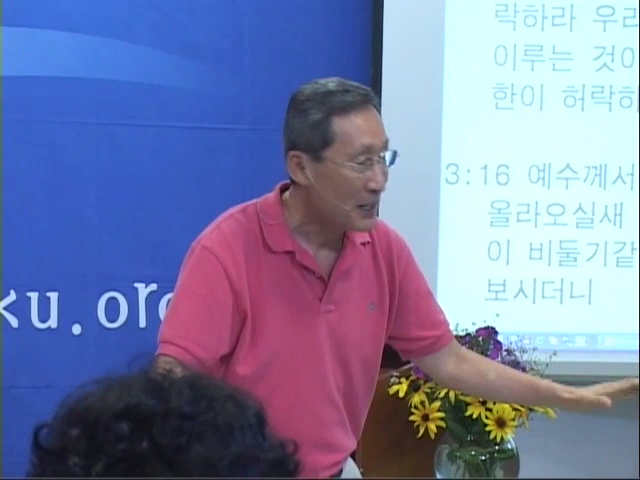 락하라 우리
이루는 것이
한이 허락하
3:16 예수께서
올라오실새
이 비둘기같
보시더니
ku.org